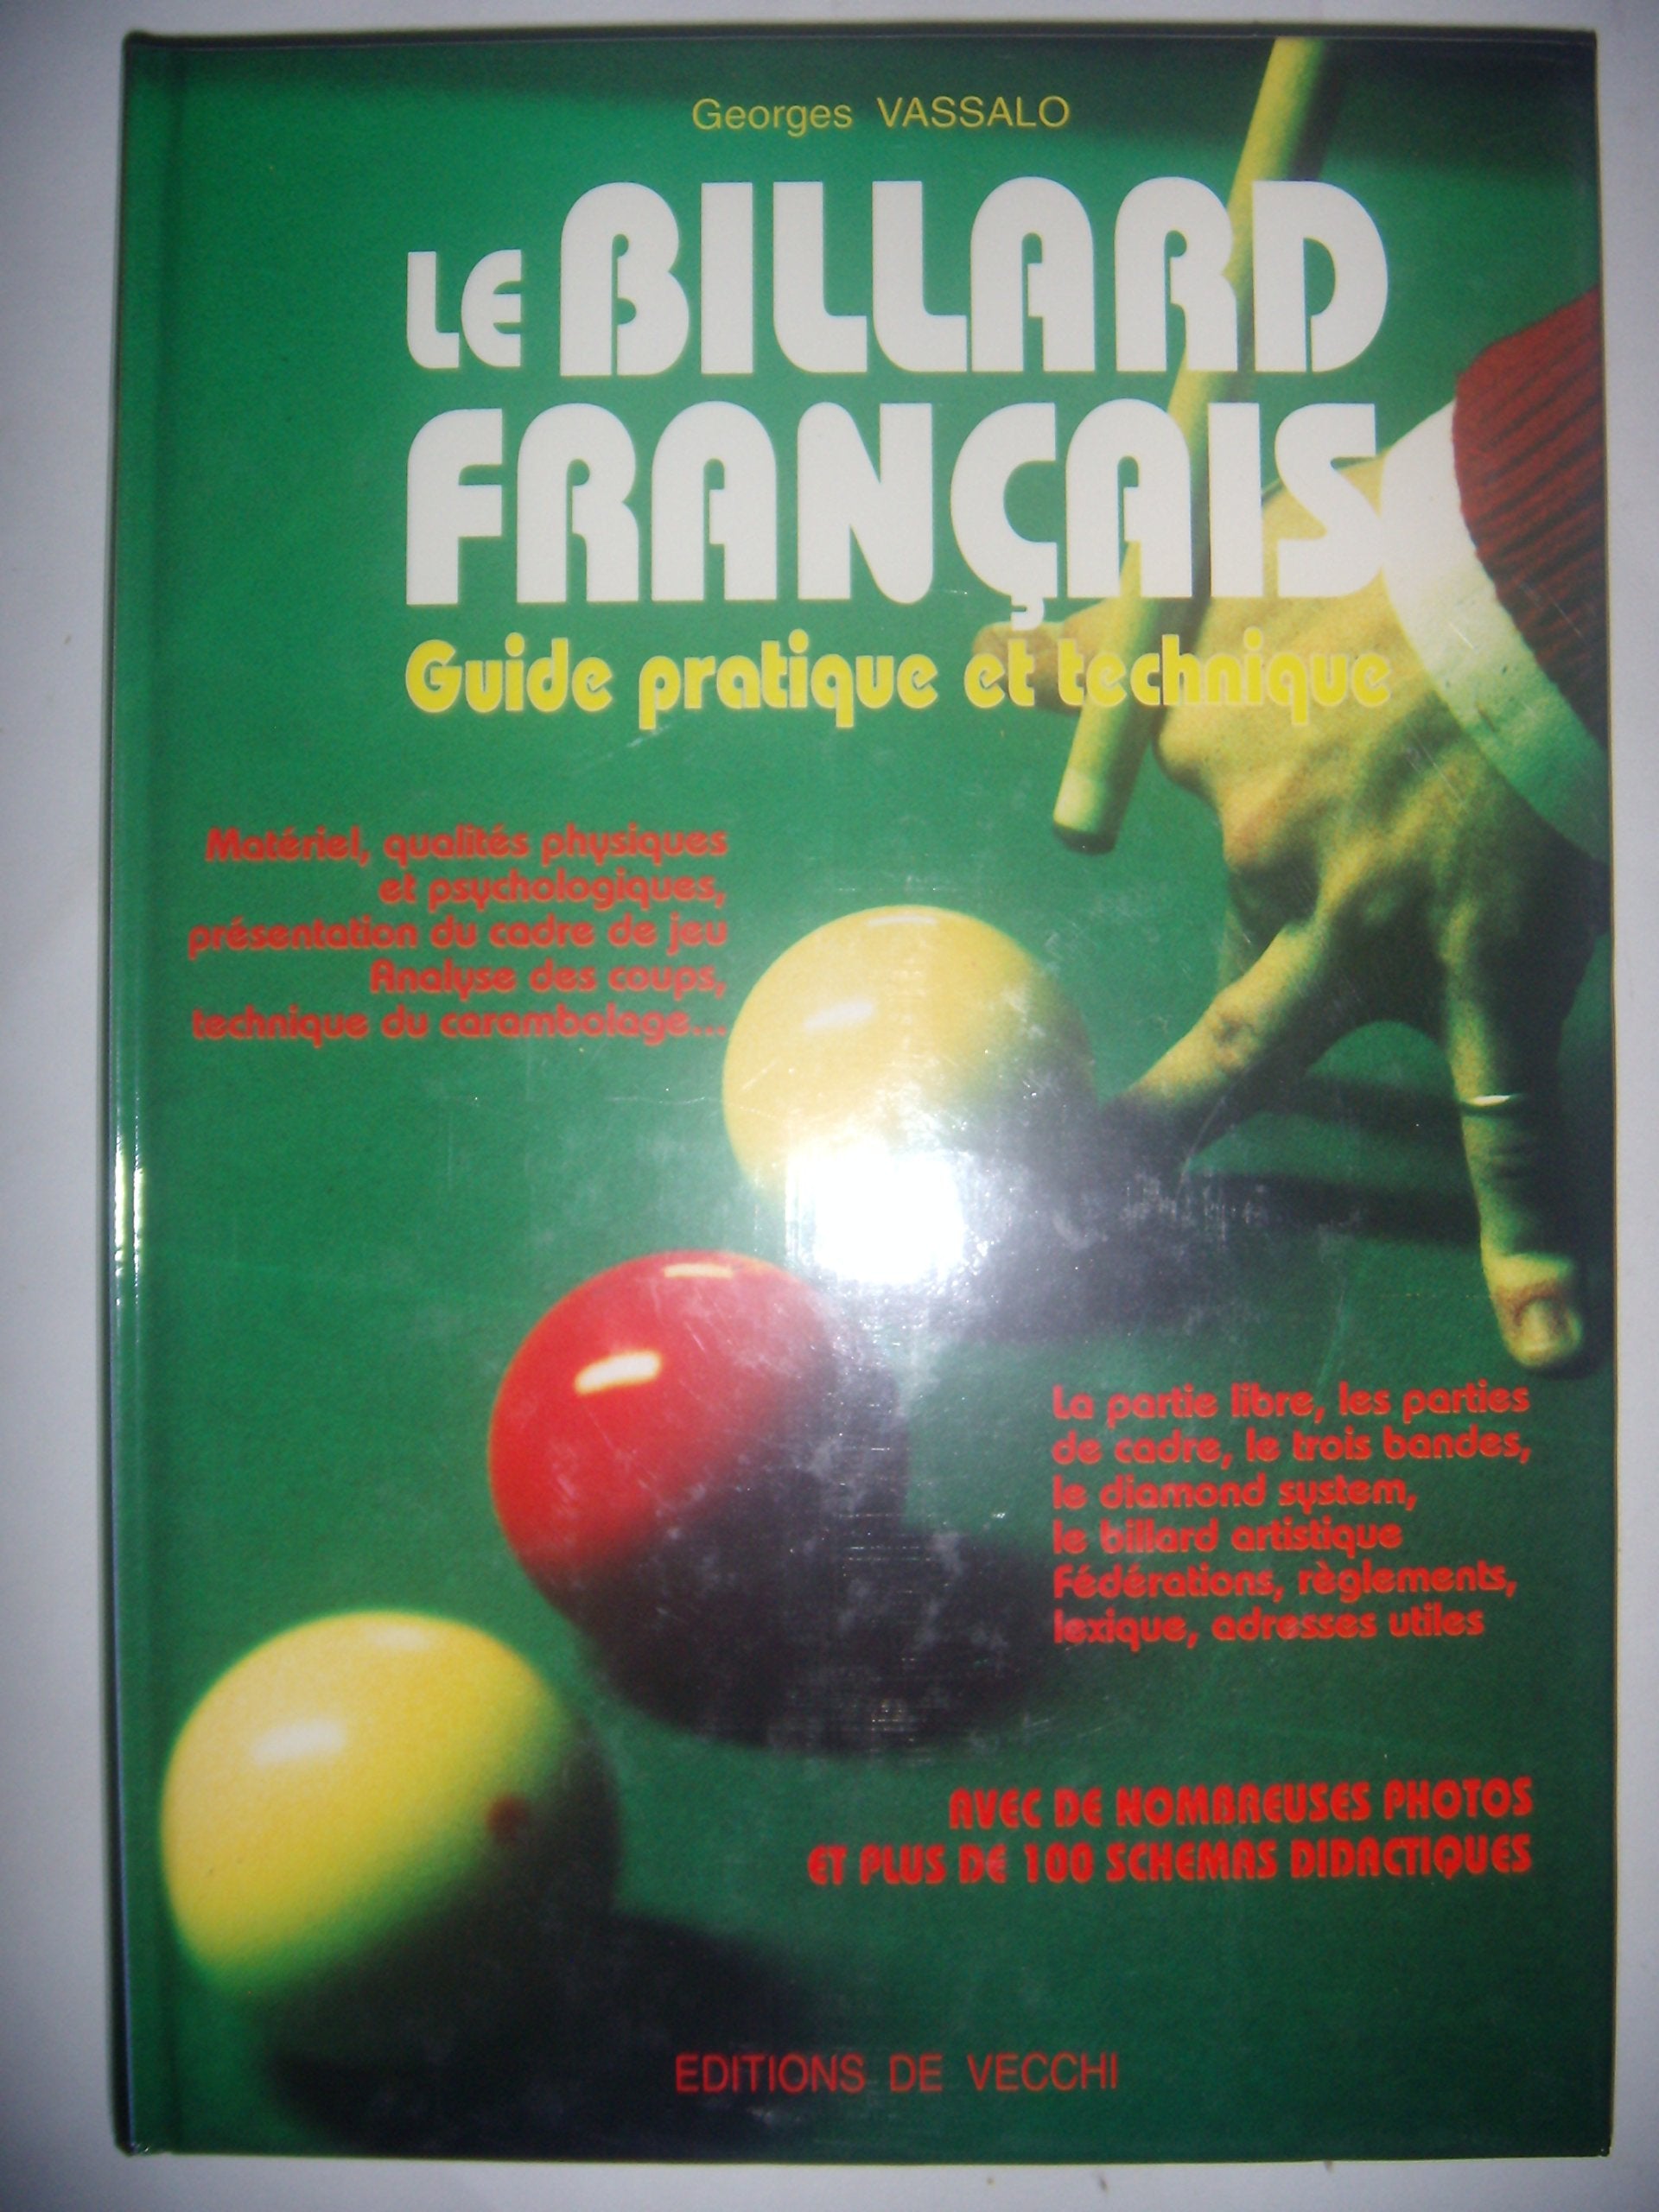 Georges VASSALO
LE BILLARD
FRANÇAIS
Guide pratique et technique
Matériel, qualités physiques
et psychologiques,
présentation du cadre de jeu
Analyse des coups,
technique du carambolage...
La partie libre, les parties
de cadre, le trois bandes,
le diamond system,
le billard artistique
Fédérations, règlements,
lexique, adresses utiles
AVEC DE NOMBREUSES PHOTOS
ET PLUS DE 100 SCHEMAS DIDACTIQUES
EDITIONS DE VECCHI